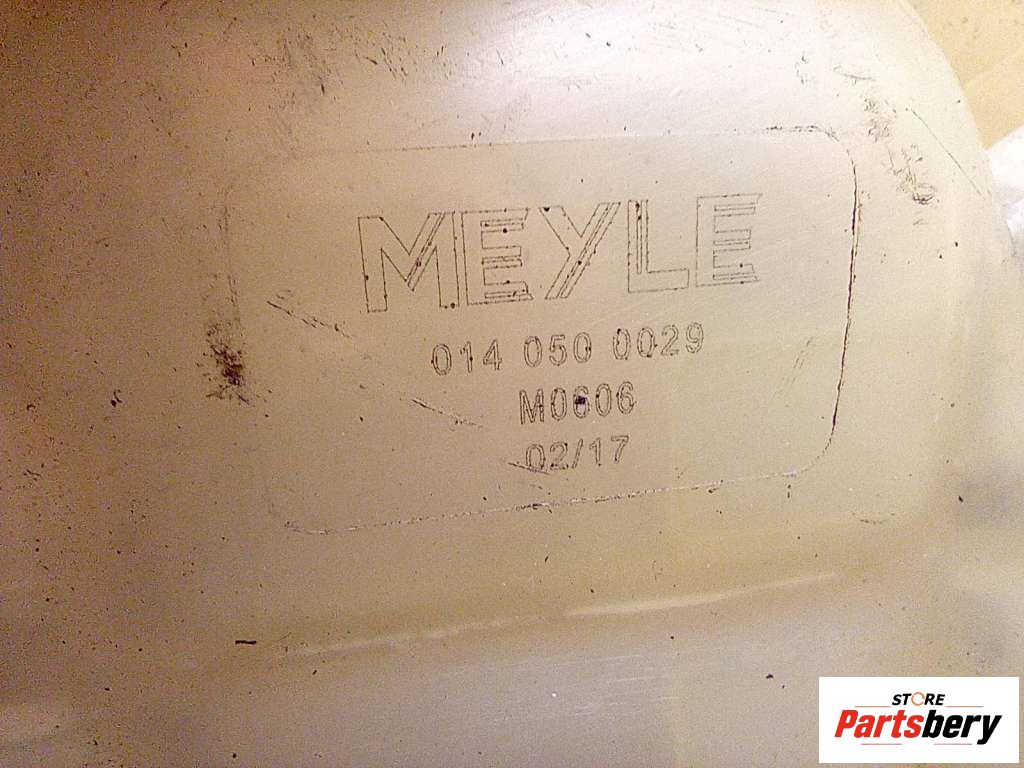 MEYLE
014 050 0029
M0606
02/17
STORE
Partsbery